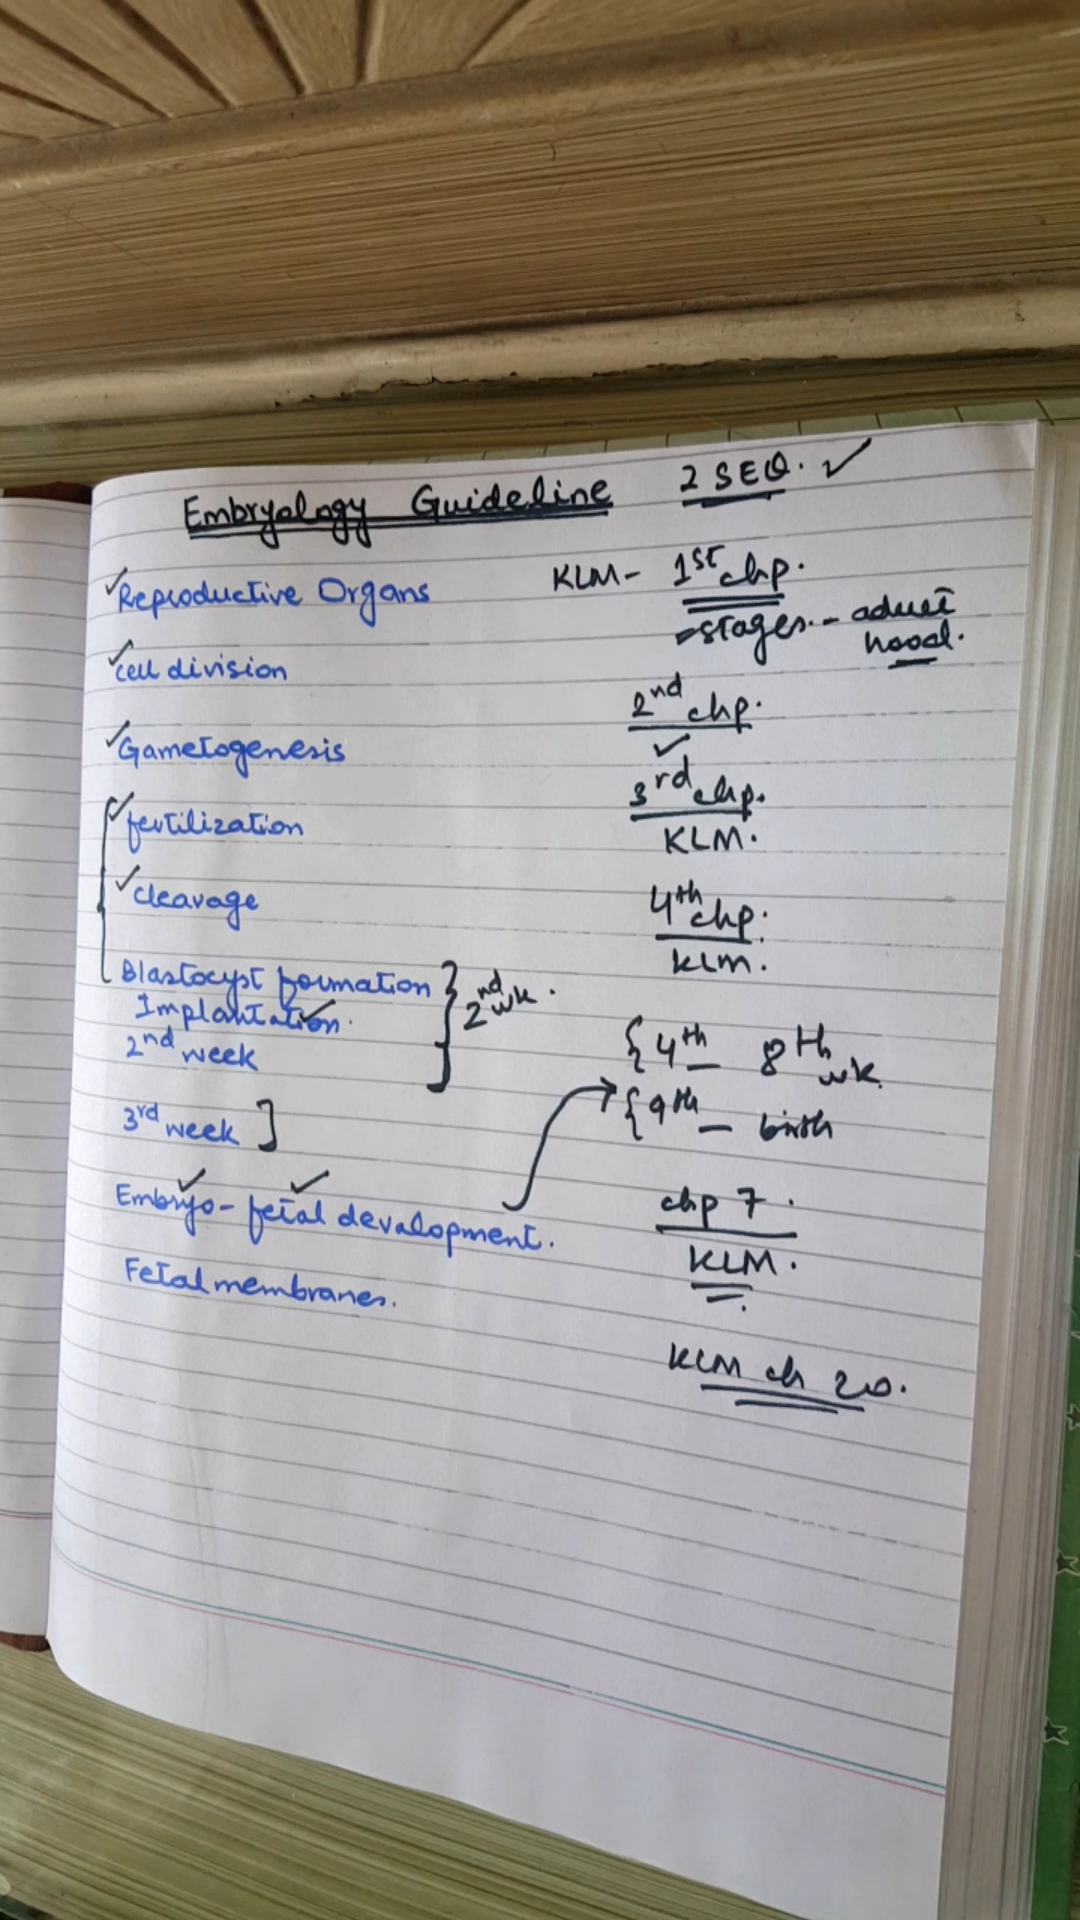 Embryology Guideline 2 SEQ.
Reproductive Organs KLM - 1st chp.
stages. - adult hood.
cell division
2nd chp.
Gametogenesis
3rd chp.
KLM.
fertilization
Cleavage
4th chp.
KLM.
Blastocyst formation
Implantation.
2nd week
2nd wk.
{ 4th - 8th wk.
{ 9th - birth
3rd week ]
Embryo - fetal devalopment.
chp 7.
KLM.
Fetal membranes.
KLM ch 20.